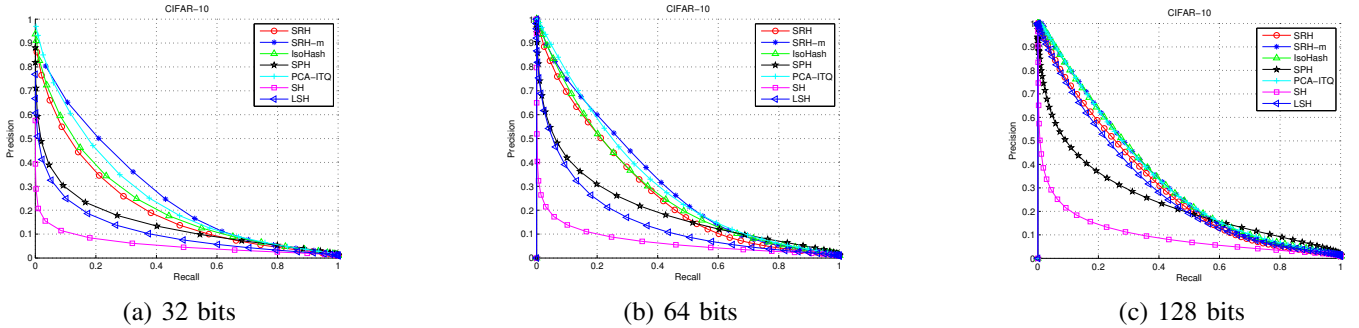 CIFAR-10
1
0.9
0.8
0.7
0.6
0.5
0.4
0.3
0.2
0.1
0
Precision
0 0.2 0.4 0.6 0.8 1
Recall
SRH
SRH-m
IsoHash
SPH
PCA-ITQ
SH
LSH
(a) 32 bits
CIFAR-10
1
0.9
0.8
0.7
0.6
0.5
0.4
0.3
0.2
0.1
0
Precision
0 0.2 0.4 0.6 0.8 1
Recall
SRH
SRH-m
IsoHash
SPH
PCA-ITQ
SH
LSH
(b) 64 bits
CIFAR-10
1
0.9
0.8
0.7
0.6
0.5
0.4
0.3
0.2
0.1
0
Precision
0 0.2 0.4 0.6 0.8 1
Recall
SRH
SRH-m
IsoHash
SPH
PCA-ITQ
SH
LSH
(c) 128 bits